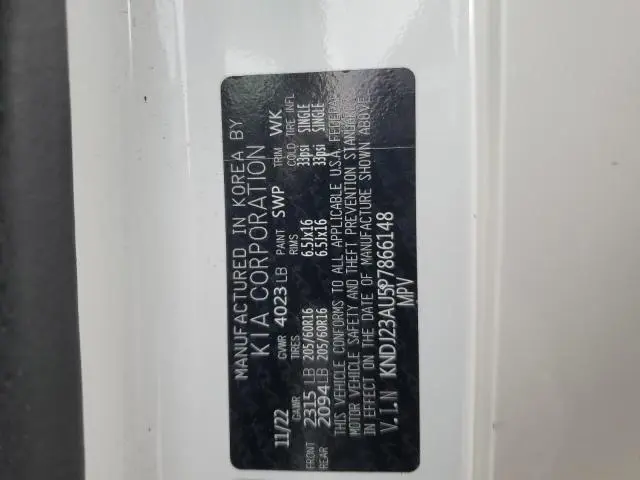 MANUFACTURED IN KOREA BY
KIA CORPORATION
11/22 GVWR 4023 LB PAINT SWP TRIM WK
GAWR TIRES RIMS COLD TIRE INFL
FRONT 2315 LB 205/60R16 6.5Jx16 33psi SINGLE
REAR 2094 LB 205/60R16 6.5Jx16 33psi SINGLE
THIS VEHICLE CONFORMS TO ALL APPLICABLE U.S.A. FEDERAL
MOTOR VEHICLE SAFETY AND THEFT PREVENTION STANDARDS
IN EFFECT ON THE DATE OF MANUFACTURE SHOWN ABOVE.
V.I.N KNDJ23AU5P7866148
MPV